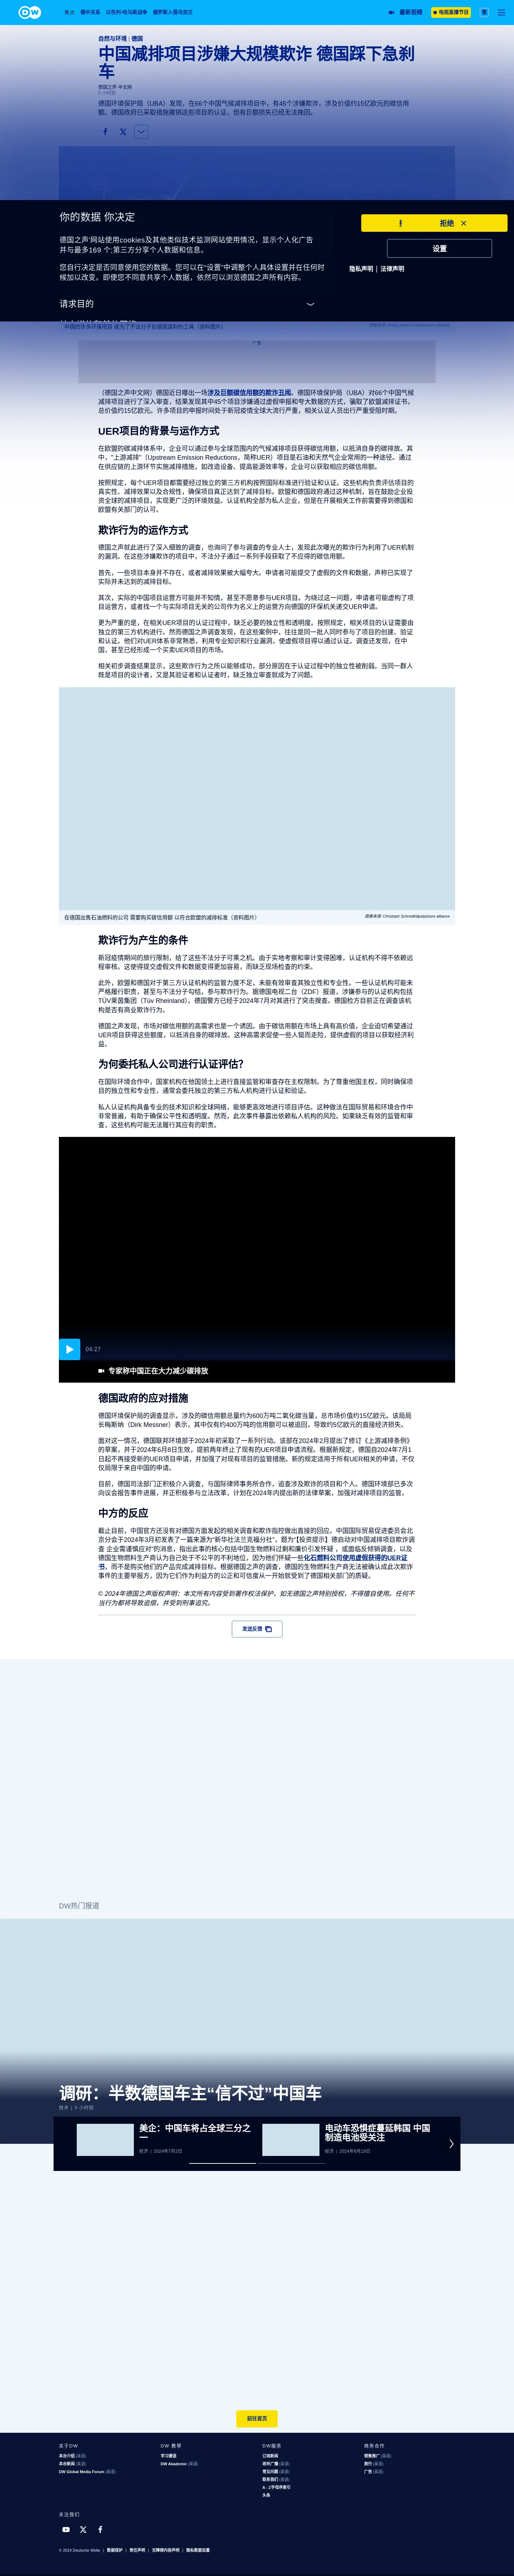 DW
焦点 德中关系 以色列-哈马斯战争 俄罗斯入侵乌克兰 最新视频 电视直播节目 繁
自然与环境 | 德国
中国减排项目涉嫌大规模欺诈 德国踩下急刹车
德国之声 中文网
5 小时前
德国环境保护局（UBA）发现，在66个中国气候减排项目中，有45个涉嫌欺诈，涉及价值约15亿欧元的碳信用额。德国政府已采取措施撤销这些项目的认证，但有巨额损失已经无法挽回。
你的数据 你决定
德国之声'网站使用cookies及其他类似技术监测网站使用情况，显示个人化广告并与最多 169 个'.第三方分享个人数据和信息。
您自行决定是否同意使用您的数据。您可以在"设置"中调整个人具体设置并在任何时候加以改变。即便您不同意共享个人数据，依然可以浏览德国之声所有内容。
请求目的
拒绝
设置
隐私声明 | 法律声明
中国的许多环保项目 成为了不法分子在德国谋利的工具（资料图片）
广告
（德国之声中文网）德国近日曝出一场涉及巨额碳信用额的欺诈丑闻。德国环境保护局（UBA）对66个中国气候减排项目进行了深入审查，结果发现其中45个项目涉嫌通过虚假申报和夸大数据的方式，骗取了欧盟减排证书，总价值约15亿欧元。许多项目的申报时间处于新冠疫情全球大流行严重，相关认证人员出行严重受阻时期。
UER项目的背景与运作方式
在欧盟的碳减排体系中，企业可以通过参与全球范围内的气候减排项目获得碳信用额，以抵消自身的碳排放。其中，"上游减排"（Upstream Emission Reductions，简称UER）项目是石油和天然气企业常用的一种途径。通过在供应链的上游环节实施减排措施，如改造设备、提高能源效率等，企业可以获取相应的碳信用额。
按照规定，每个UER项目都需要经过独立的第三方机构按照国际标准进行验证和认证。这些机构负责评估项目的真实性、减排效果以及合规性，确保项目真正达到了减排目标。欧盟和德国政府通过这种机制，旨在鼓励企业投资全球的减排项目，实现更广泛的环境效益。认证机构全部为私人企业，但是在开展相关工作前需要得到德国和欧盟有关部门的认可。
欺诈行为的运作方式
德国之声就此进行了深入细致的调查，也询问了参与调查的专业人士，发现此次曝光的欺诈行为利用了UER机制的漏洞。在这些涉嫌欺诈的项目中，不法分子通过一系列手段获取了不应得的碳信用额。
首先，一些项目本身并不存在，或者减排效果被大幅夸大。申请者可能提交了虚假的文件和数据，声称已实现了实际并未达到的减排目标。
其次，实际的中国项目运营方可能并不知情，甚至不愿意参与UER项目。为绕过这一问题，申请者可能虚构了项目运营方，或者找一个与实际项目无关的公司作为名义上的运营方向德国的环保机关递交UER申请。
更为严重的是，在相关UER项目的认证过程中，缺乏必要的独立性和透明度。按照规定，相关项目的认证需要由独立的第三方机构进行。然而德国之声调查发现，在这些案例中，往往是同一批人同时参与了项目的创建、验证和认证。他们对UER体系非常熟悉，利用专业知识和行业漏洞，使虚假项目得以通过认证。调查还发现，在中国，甚至已经形成一个买卖UER项目的市场。
相关初步调查结果显示，这些欺诈行为之所以能够成功，部分原因在于认证过程中的独立性被削弱。当同一群人既是项目的设计者，又是其验证者和认证者时，缺乏独立审查就成为了问题。
在德国出售石油燃料的公司 需要购买碳信用额 以符合欧盟的减排标准（资料图片）
图像来源: Christoph Schmidt/dpa/picture alliance
欺诈行为产生的条件
新冠疫情期间的旅行限制，给了这些不法分子可乘之机。由于实地考察和审计变得困难，认证机构不得不依赖远程审核。这使得提交虚假文件和数据变得更加容易，而缺乏现场检查的约束。
此外，欧盟和德国对于第三方认证机构的监管力度不足，未能有效审查其独立性和专业性。一些认证机构可能未严格履行职责，甚至与不法分子勾结，参与欺诈行为。据德国电视二台（ZDF）报道，涉嫌参与的认证机构包括TÜV莱茵集团（Tüv Rheinland）。德国警方已经于2024年7月对其进行了突击搜查。德国检方目前正在调查该机构是否有商业欺诈行为。
德国之声发现，市场对碳信用额的高需求也是一个诱因。由于碳信用额在市场上具有高价值，企业迫切希望通过UER项目获得这些额度，以抵消自身的碳排放。这种高需求促使一些人铤而走险，提供虚假的项目以获取经济利益。
为何委托私人公司进行认证评估？
在国际环境合作中，国家机构在他国领土上进行直接监管和审查存在主权限制。为了尊重他国主权，同时确保项目的独立性和专业性，通常会委托独立的第三方私人机构进行认证和验证。
私人认证机构具备专业的技术知识和全球网络，能够更高效地进行项目评估。这种做法在国际贸易和环境合作中非常普遍，有助于确保公平性和透明度。然而，此次事件暴露出依赖私人机构的风险。如果缺乏有效的监管和审查，这些机构可能无法履行其应有的职责。
04:27
专家称中国正在大力减少碳排放
德国政府的应对措施
德国环境保护局的调查显示，涉及的碳信用额总量约为600万吨二氧化碳当量，总市场价值约15亿欧元。该局局长梅斯纳（Dirk Messner）表示，其中仅有约400万吨的信用额可以被追回，导致约5亿欧元的直接经济损失。
面对这一情况，德国联邦环境部于2024年初采取了一系列行动。该部在2024年2月提出了修订《上游减排条例》的草案，并于2024年6月8日生效，提前两年终止了现有的UER项目申请流程。根据新规定，德国自2024年7月1日起不再接受新的UER项目申请，并加强了对现有项目的监管措施。新的规定适用于所有UER相关的申请，不仅仅局限于来自中国的申请。
目前，德国司法部门正积极介入调查，与国际律师事务所合作，追查涉及欺诈的项目和个人。德国环境部已多次向议会报告事件进展，并正积极参与立法改革，计划在2024年内提出新的法律草案，加强对减排项目的监管。
中方的反应
截止目前，中国官方还没有对德国方面发起的相关调查和欺诈指控做出直接的回应。中国国际贸易促进委员会北京分会于2024年3月初发表了一篇来源为"新华社法兰克福分社"，题为"【投资提示】德国启动对中国UER项目调查 企业需谨慎应对"的消息，指出此事的核心包括中国生物燃料过剩和廉价引发怀疑 ，或面临反倾销调查，以及德国生物燃料生产商认为自己处于不公平的不利地位，因为他们怀疑一些化石燃料公司使用虚假获得的UER证书，而不是购买他们的产品完成规定减排目标。根据德国之声的调查，德国生物燃料生产商无法被确认成此次欺诈事件的主要举报方，因为它们作为利益方的公正和可信度从一开始就受到了德国相关部门的质疑。
© 2024年德国之声版权声明：本文所有内容受到著作权法保护，如无德国之声特别授权，不得擅自使用。任何不当行为都将导致追偿，并受到刑事追究。
发送反馈
DW热门报道
调研：半数德国车主"信不过"中国车
技术 | 5 小时前
美企：中国车将占全球三分之一
经济 | 2024年7月2日
电动车恐惧症蔓延韩国 中国制造电池受关注
经济 | 2024年8月19日
前往首页
关于DW
本台介绍 (英语)
本台新闻 (英语)
DW Global Media Forum (英语)
DW 教學
学习德语
DW Akademie (英语)
DW服务
订阅新闻
收听广播 (英语)
常见问题 (英语)
联系我们 (英语)
A - Z字母序索引
头条
商务合作
销售推广 (英语)
旅行 (英语)
广告 (英语)
关注我们
© 2024 Deutsche Welle | 数据保护 | 责任声明 | 无障碍内容声明 | 隐私数据设置